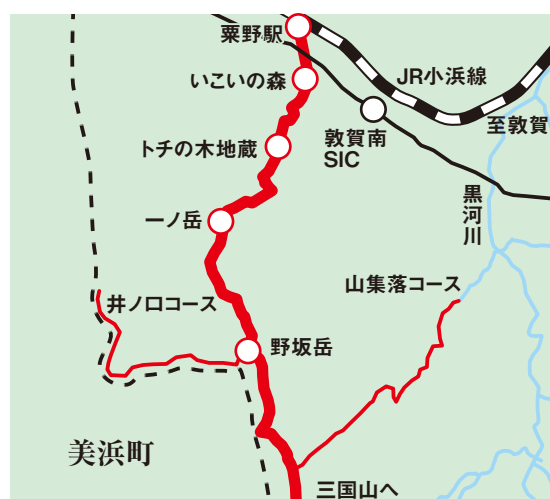 粟野駅
いこいの森
JR小浜線
至敦賀
トチの木地蔵
敦賀南
SIC
黒河川
一ノ岳
山集落コース
井ノ口コース
野坂岳
美浜町
三国山へ